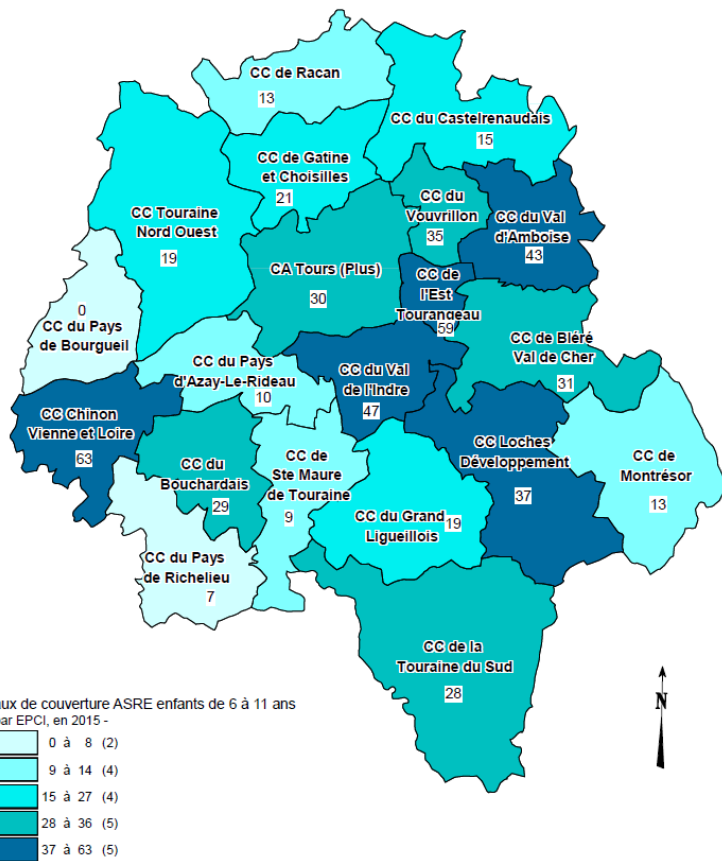 CC de Racan
13
CC du Castelrenaudais
15
CC de Gatine
et Choisilles
21
CC du
Vouvrillon
35
CC du Val
d'Amboise
43
CC Touraine
Nord Ouest
19
CA Tours (Plus)
30
CC de
l'Est
Tourangeau
59
0
CC du Pays
de Bourgueil
CC de Bléré
Val de Cher
31
CC du Pays
d'Azay-Le-Rideau
10
CC du Val
de l'Indre
47
CC Chinon
Vienne et Loire
63
CC du
Bouchardais
29
CC de
Ste Maure
de Touraine
9
CC Loches
Développement
37
CC de
Montrésor
13
CC du Grand
Ligueillois
19
CC du Pays
de Richelieu
7
CC de la
Touraine du Sud
28
N
aux de couverture ASRE enfants de 6 à 11 ans
par EPCI, en 2015 -
0 à 8 (2)
9 à 14 (4)
15 à 27 (4)
28 à 36 (5)
37 à 63 (5)